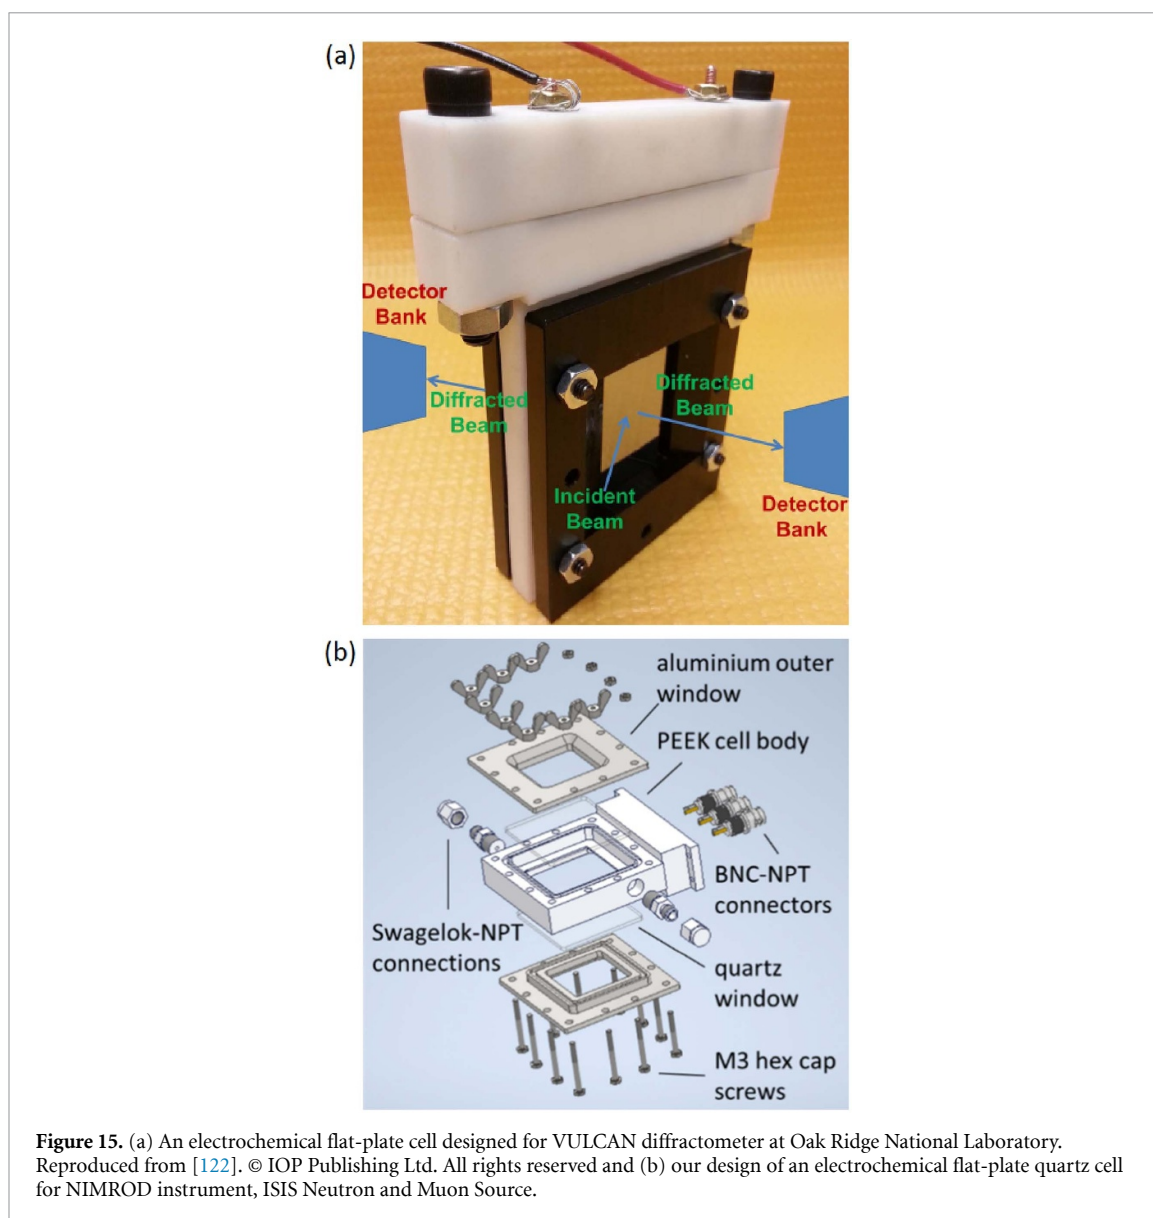 (a)
Detector
Bank
Diffracted
Beam
Diffracted
Beam
Incident
Beam
Detector
Bank
(b)
aluminium outer
window
PEEK cell body
BNC-NPT
connectors
Swagelok-NPT
connections
quartz
window
M3 hex cap
screws
Figure 15. (a) An electrochemical flat-plate cell designed for VULCAN diffractometer at Oak Ridge National Laboratory.
Reproduced from [122]. © IOP Publishing Ltd. All rights reserved and (b) our design of an electrochemical flat-plate quartz cell
for NIMROD instrument, ISIS Neutron and Muon Source.